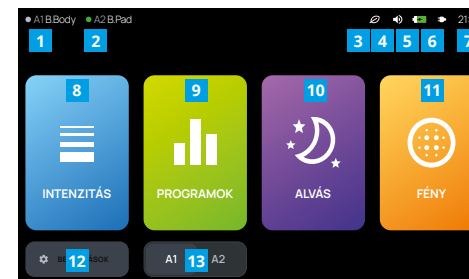 A1 B.Body A2 B.Pad 21:
1 2 3 4 5 6 7
8 9 10 11
INTENZITÁS PROGRAMOK ALVÁS FÉNY
12 A1 13 A2